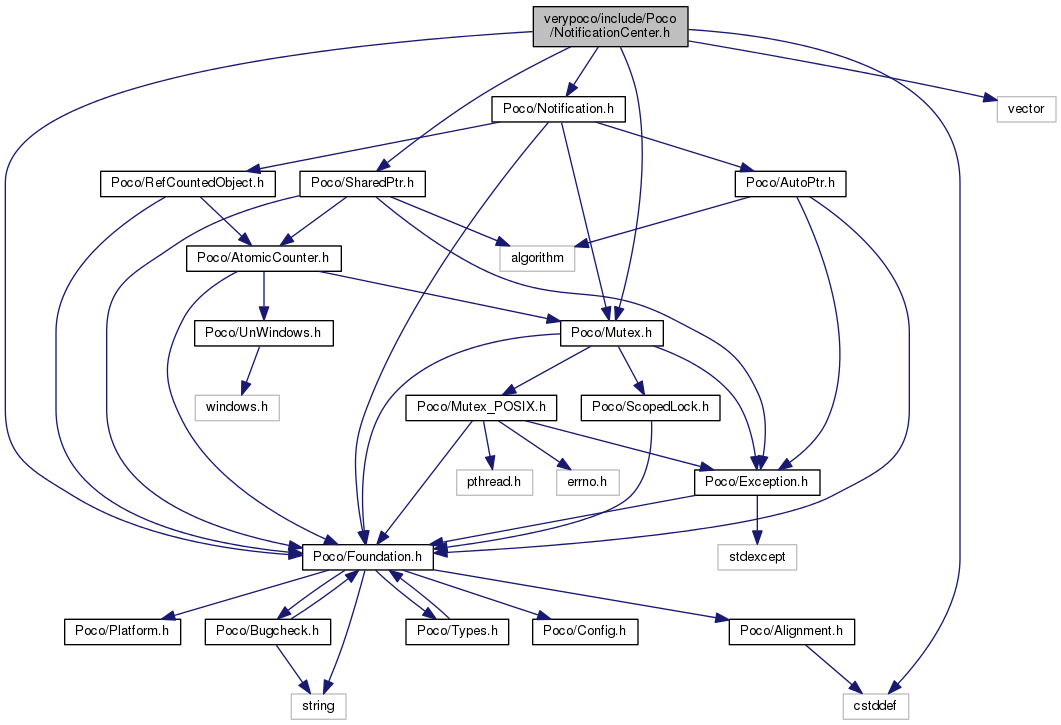 verypoco/include/Poco
/NotificationCenter.h
Poco/Notification.h
vector
Poco/RefCountedObject.h
Poco/SharedPtr.h
Poco/AutoPtr.h
Poco/AtomicCounter.h
algorithm
Poco/UnWindows.h
Poco/Mutex.h
windows.h
Poco/Mutex_POSIX.h
Poco/ScopedLock.h
pthread.h
errno.h
Poco/Exception.h
Poco/Foundation.h
stdexcept
Poco/Platform.h
Poco/Bugcheck.h
Poco/Types.h
Poco/Config.h
Poco/Alignment.h
string
cstddef